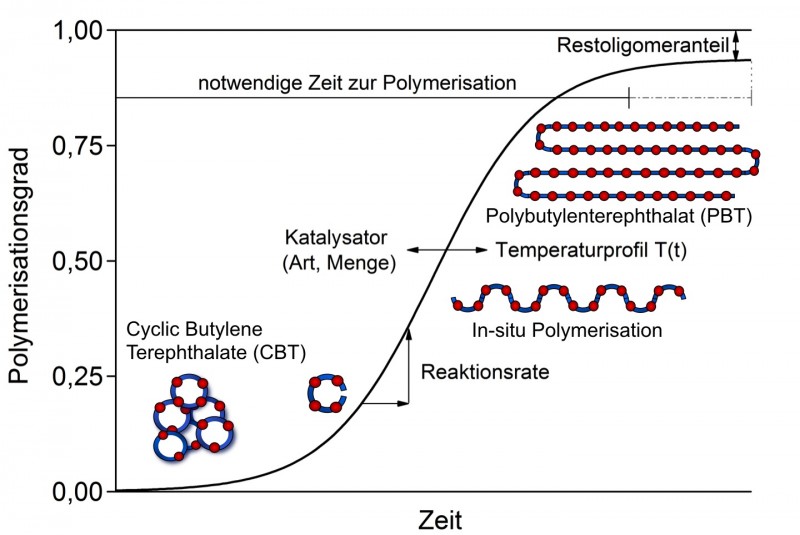 1,00
Restoligomeranteil
notwendige Zeit zur Polymerisation
0,75
Polybutylenterephthalat (PBT)
Katalysator
(Art, Menge)
Temperaturprofil T(t)
0,50
In-situ Polymerisation
Cyclic Butylene
Terephthalate (CBT)
0,25
Reaktionsrate
0,00
Polymerisationsgrad
Zeit